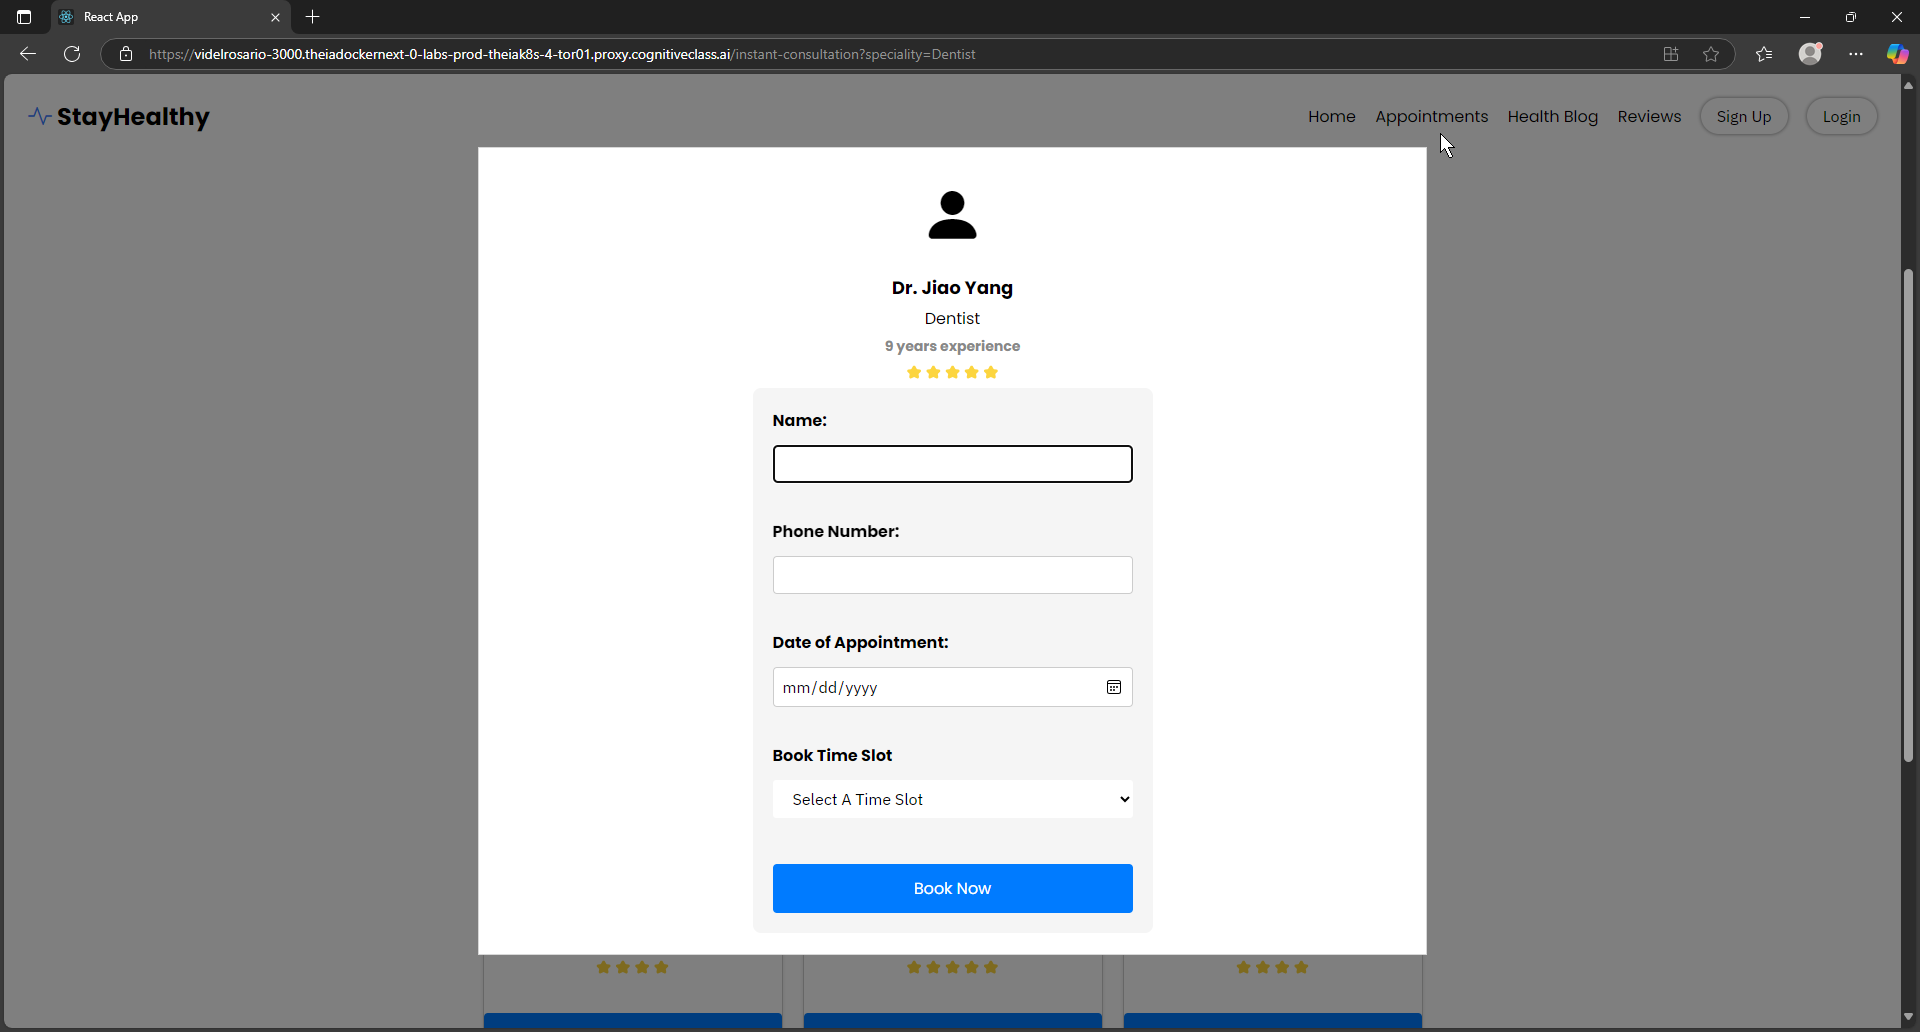 React App
https://videlrosario-3000.theiadockernext-0-labs-prod-theiak8s-4-tor01.proxy.cognitiveclass.ai/instant-consultation?speciality=Dentist
StayHealthy
Home Appointments Health Blog Reviews Sign Up Login
Dr. Jiao Yang
Dentist
9 years experience
Name:
Phone Number:
Date of Appointment:
mm/dd/yyyy
Book Time Slot
Select A Time Slot
Book Now